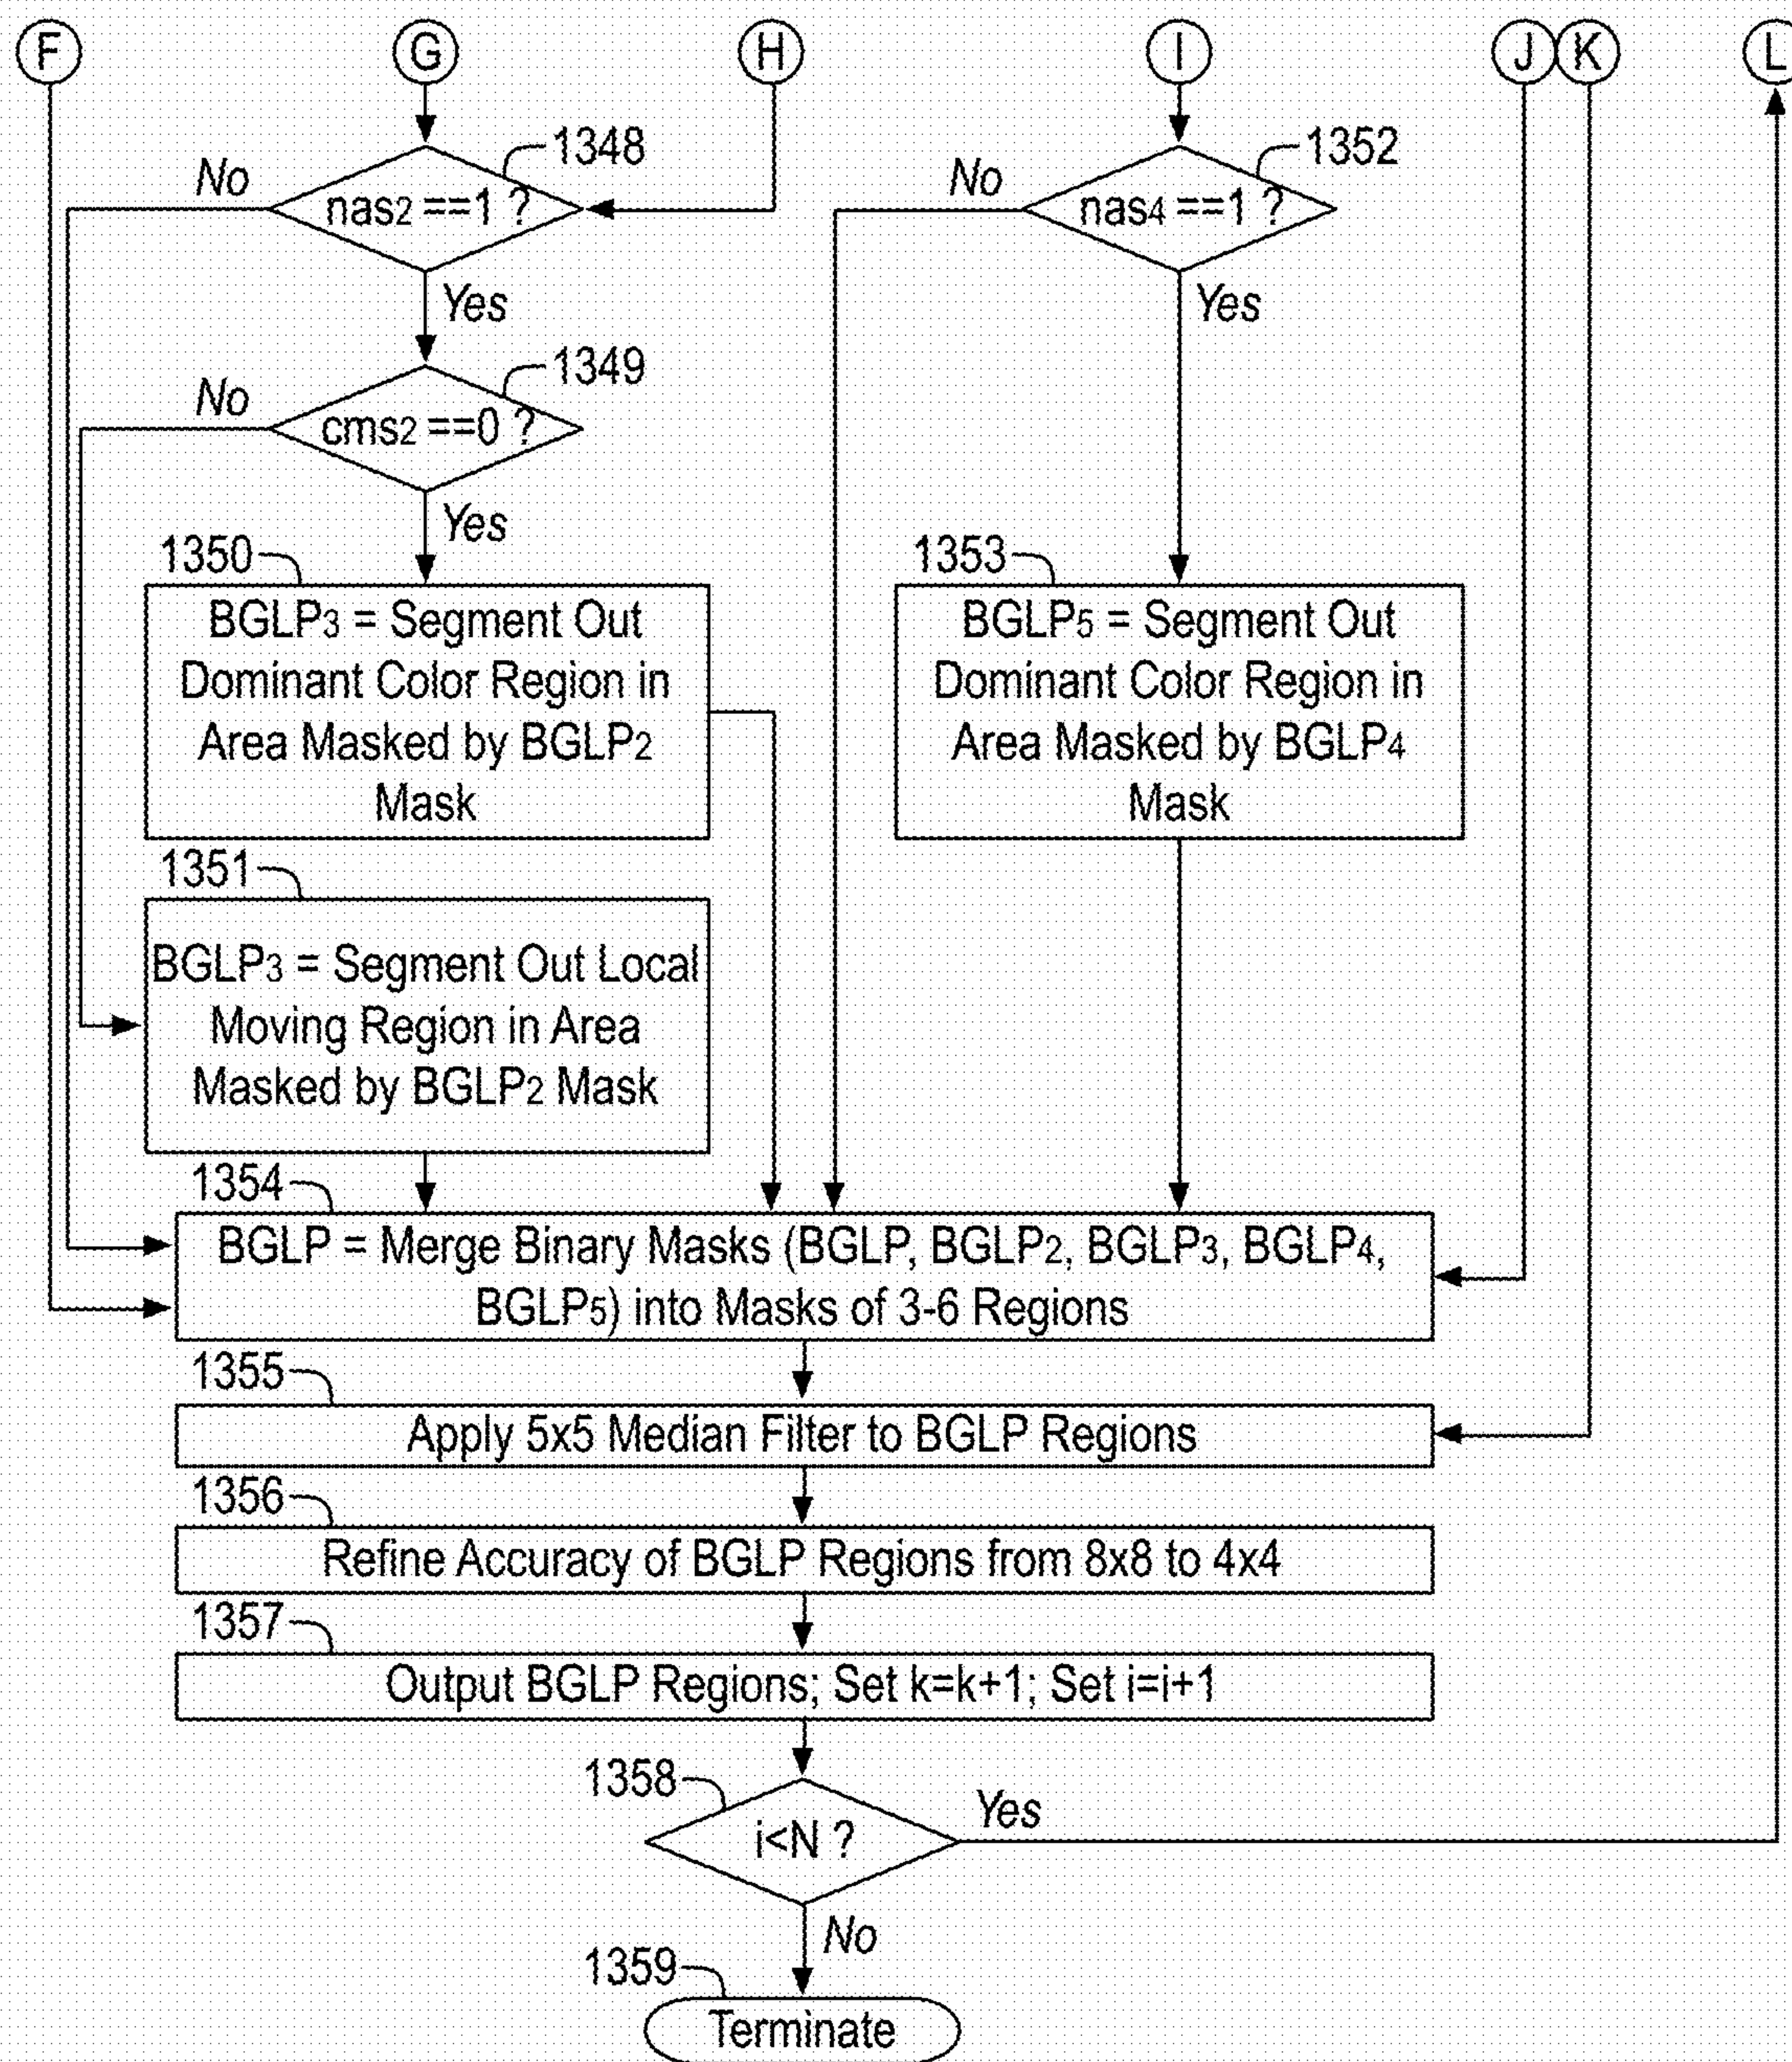 F G H I J K L
1348
1352
No
nas2 ==1 ?
No
nas4 ==1 ?
Yes
Yes
1349
No
cms2 ==0 ?
Yes
1350
BGLP3 = Segment Out
Dominant Color Region in
Area Masked by BGLP2
Mask
1353
BGLP5 = Segment Out
Dominant Color Region in
Area Masked by BGLP4
Mask
1351
BGLP3 = Segment Out Local
Moving Region in Area
Masked by BGLP2 Mask
1354
BGLP = Merge Binary Masks (BGLP, BGLP2, BGLP3, BGLP4,
BGLP5) into Masks of 3-6 Regions
1355
Apply 5x5 Median Filter to BGLP Regions
1356
Refine Accuracy of BGLP Regions from 8x8 to 4x4
1357
Output BGLP Regions; Set k=k+1; Set i=i+1
1358
i<N ?
Yes
No
1359
Terminate